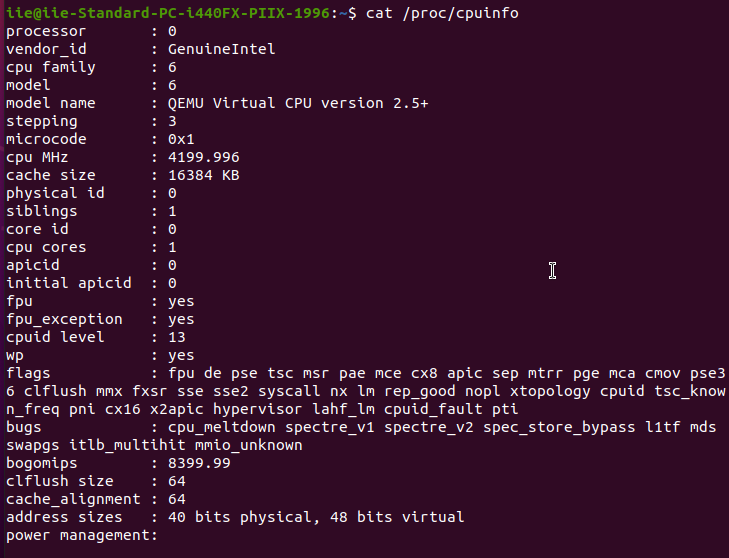 iie@iie-Standard-PC-i440FX-PIIX-1996:~$ cat /proc/cpuinfo
processor : 0
vendor_id : GenuineIntel
cpu family : 6
model : 6
model name : QEMU Virtual CPU version 2.5+
stepping : 3
microcode : 0x1
cpu MHz : 4199.996
cache size : 16384 KB
physical id : 0
siblings : 1
core id : 0
cpu cores : 1
apicid : 0
initial apicid : 0
fpu : yes
fpu_exception : yes
cpuid level : 13
wp : yes
flags : fpu de pse tsc msr pae mce cx8 apic sep mtrr pge mca cmov pse3
6 clflush mmx fxsr sse sse2 syscall nx lm rep_good nopl xtopology cpuid tsc_know
n_freq pni cx16 x2apic hypervisor lahf_lm cpuid_fault pti
bugs : cpu_meltdown spectre_v1 spectre_v2 spec_store_bypass l1tf mds
swapgs itlb_multihit mmio_unknown
bogomips : 8399.99
clflush size : 64
cache_alignment : 64
address sizes : 40 bits physical, 48 bits virtual
power management: